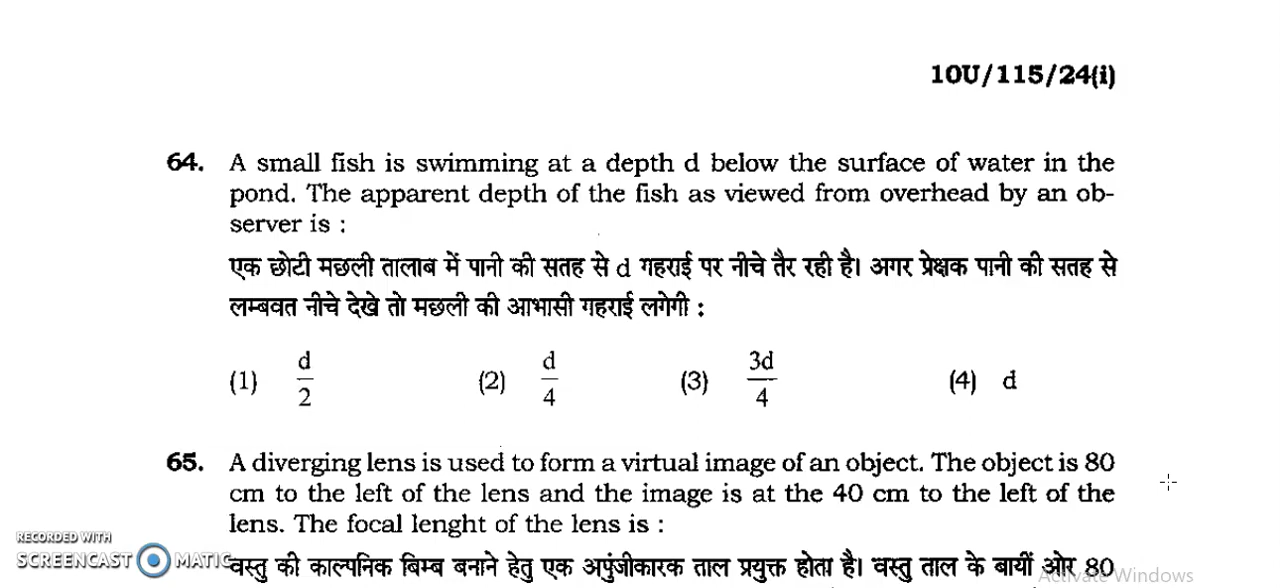 10U/115/24(i)
64. A small fish is swimming at a depth d below the surface of water in the
pond. The apparent depth of the fish as viewed from overhead by an ob-
server is :
एक छोटी मछली तालाब में पानी की सतह से d गहराई पर नीचे तैर रही है। अगर प्रेक्षक पानी की सतह से
लम्बवत नीचे देखे तो मछली की आभासी गहराई लगेगी :
(1) d/2 (2) d/4 (3) 3d/4 (4) d
65. A diverging lens is used to form a virtual image of an object. The object is 80
cm to the left of the lens and the image is at the 40 cm to the left of the
lens. The focal lenght of the lens is :
वस्तु की काल्पनिक बिम्ब बनाने हेतु एक अपुंजीकारक ताल प्रयुक्त होता है। वस्तु ताल के बायीं ओर 80
RECORDED WITH
SCREENCAST MATIC
Activate Windows